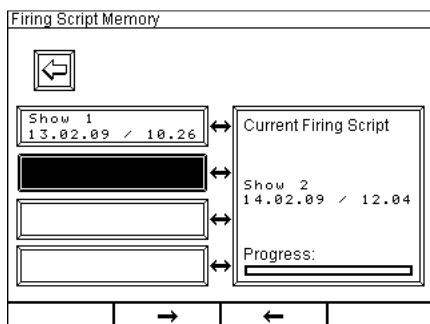 Firing Script Memory
Show 1
13.02.09 / 10.26
Current Firing Script
Show 2
14.02.09 / 12.04
Progress: